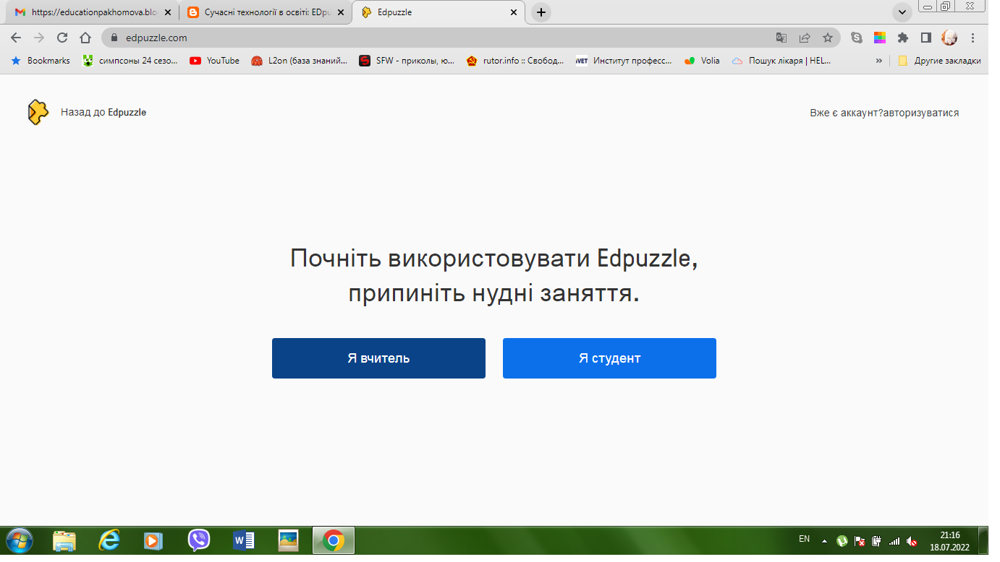 https://educationpakhomova.blo
Сучасні технології в освіті: EDpu
Edpuzzle
edpuzzle.com
Bookmarks
симпсоны 24 сезо...
YouTube
L2on (база знаний...
SFW - приколы, ю...
rutor.info :: Свобод...
IVET
Институт професс...
Volia
Пошук лікаря | HEL...
»
Другие закладки
Назад до Edpuzzle
Вже є аккаунт?авторизуватися
Почніть використовувати Edpuzzle,
припиніть нудні заняття.
Я вчитель
Я студент
EN
21:16
18.07.2022